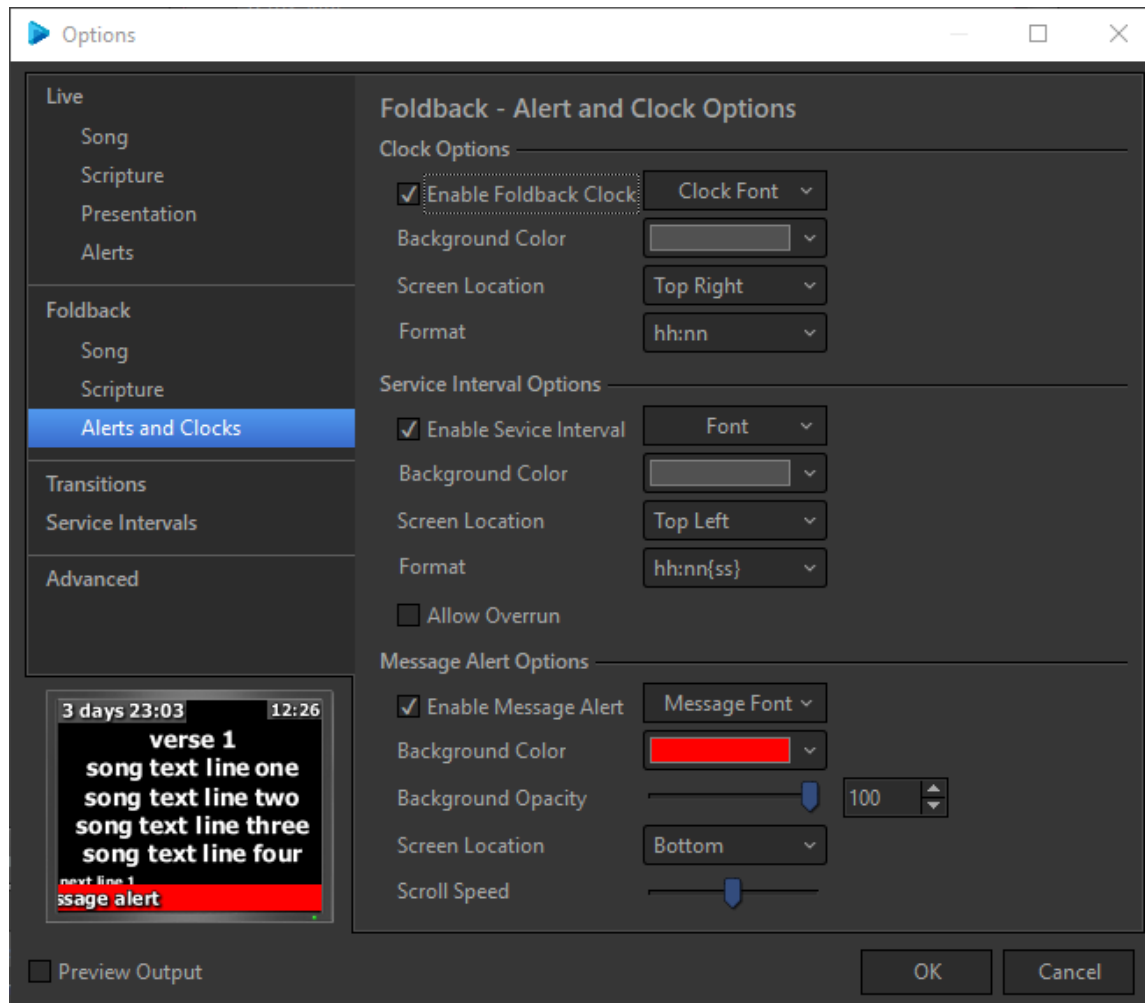 Options
Live
Song
Scripture
Presentation
Alerts
Foldback
Song
Scripture
Alerts and Clocks
Transitions
Service Intervals
Advanced
3 days 23:03 12:26
verse 1
song text line one
song text line two
song text line three
song text line four
next line 1
ssage alert
Preview Output
Foldback - Alert and Clock Options
Clock Options
Enable Foldback Clock Clock Font
Background Color
Screen Location Top Right
Format hh:nn
Service Interval Options
Enable Sevice Interval Font
Background Color
Screen Location Top Left
Format hh:nn{ss}
Allow Overrun
Message Alert Options
Enable Message Alert Message Font
Background Color
Background Opacity 100
Screen Location Bottom
Scroll Speed
OK Cancel